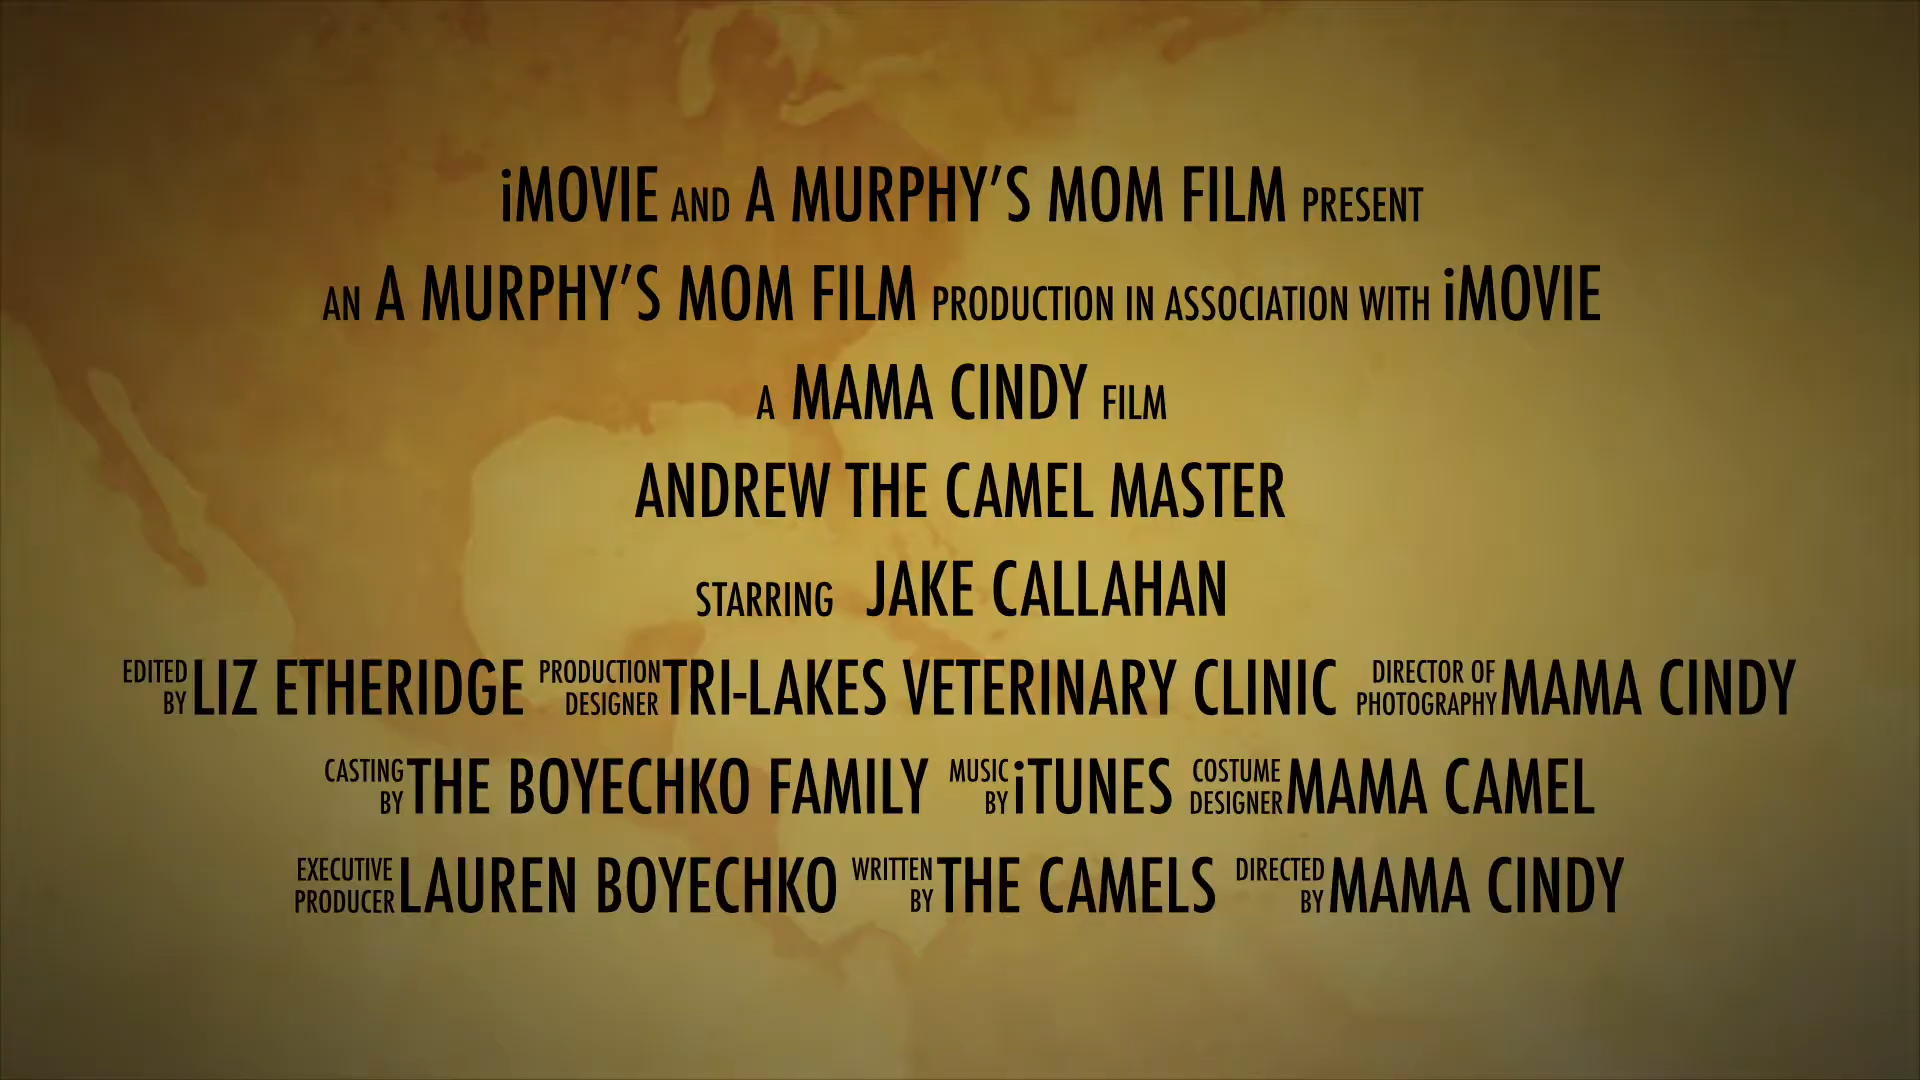 iMOVIE AND A MURPHY’S MOM FILM PRESENT
AN A MURPHY’S MOM FILM PRODUCTION IN ASSOCIATION WITH iMOVIE
A MAMA CINDY FILM
ANDREW THE CAMEL MASTER
STARRING JAKE CALLAHAN
EDITED BY LIZ ETHERIDGE PRODUCTION DESIGNER TRI-LAKES VETERINARY CLINIC DIRECTOR OF PHOTOGRAPHY MAMA CINDY
CASTING BY THE BOYECHKO FAMILY MUSIC BY iTUNES COSTUME DESIGNER MAMA CAMEL
EXECUTIVE PRODUCER LAUREN BOYECHKO WRITTEN BY THE CAMELS DIRECTED BY MAMA CINDY